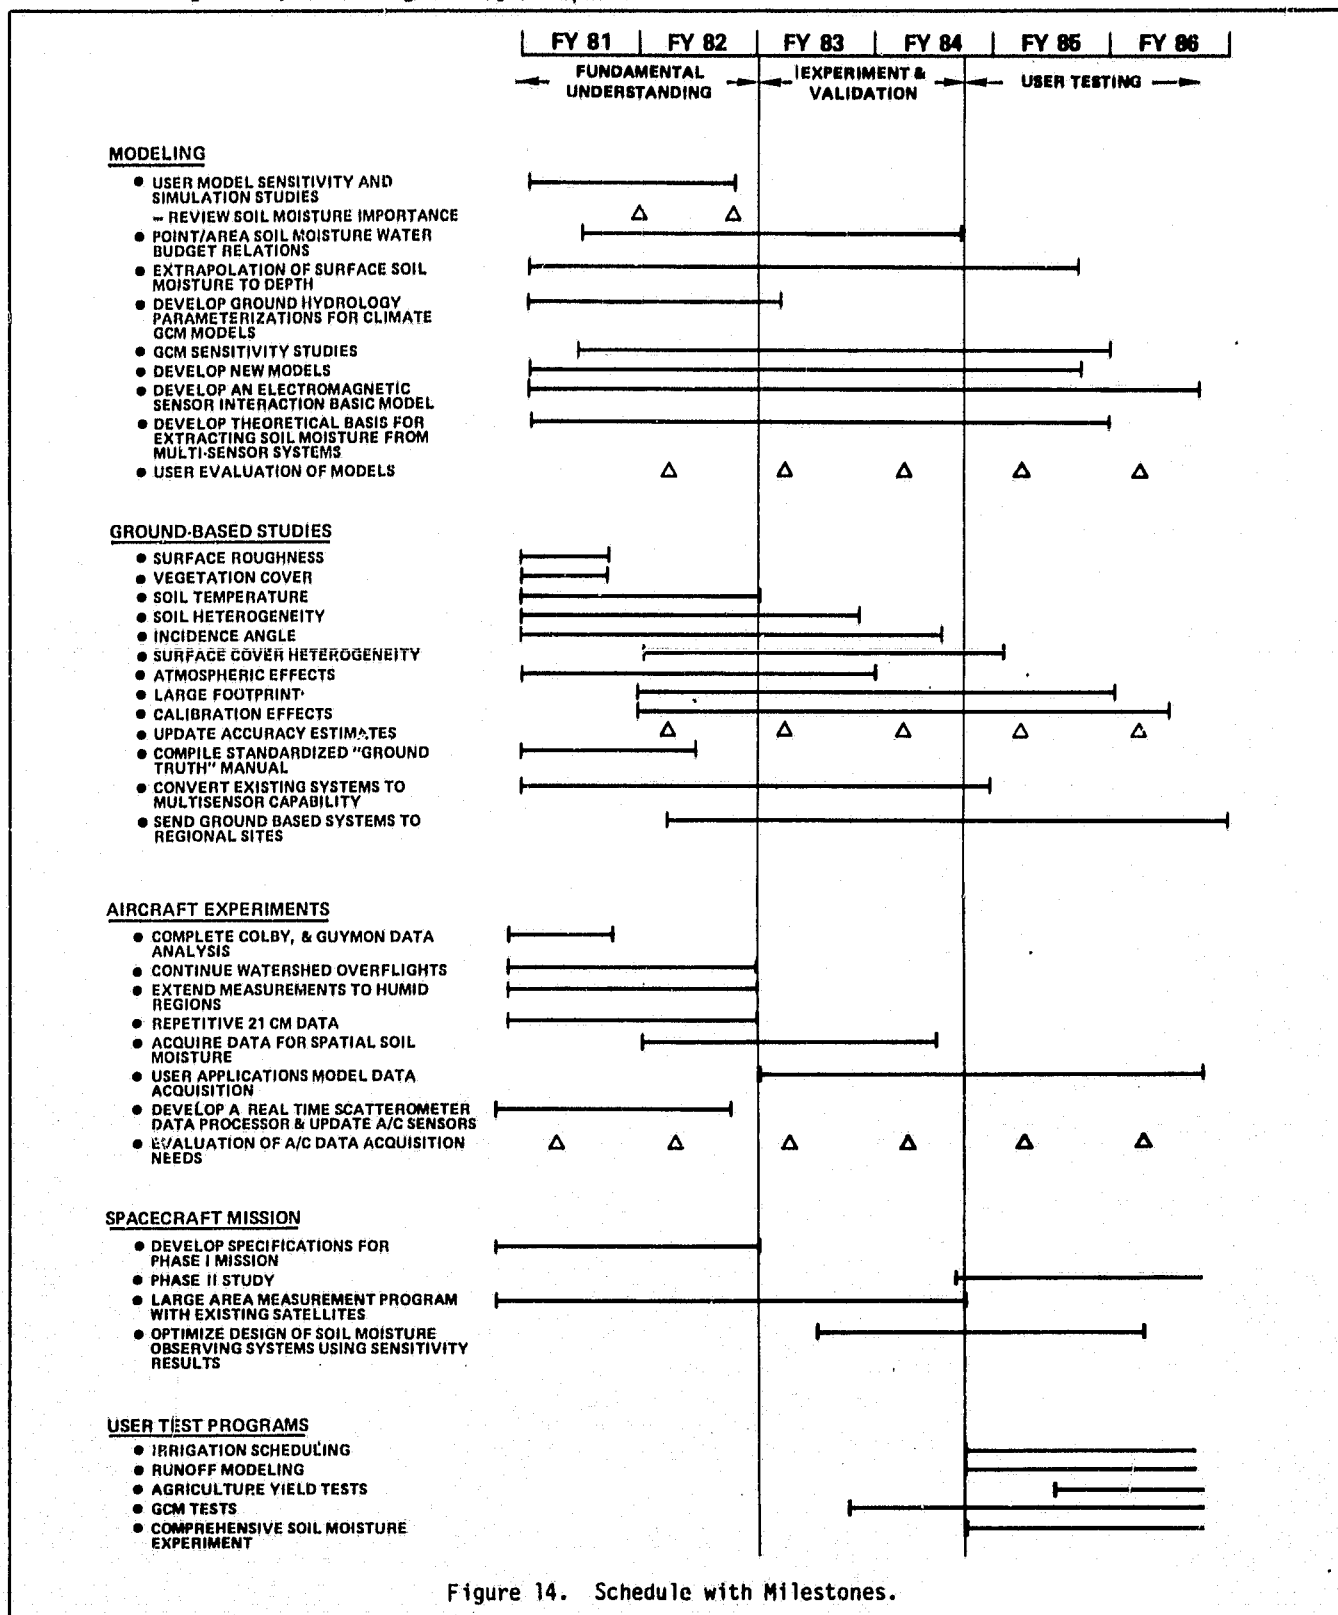 FY 81 FY 82 FY 83 FY 84 FY 85 FY 86
FUNDAMENTAL UNDERSTANDING
EXPERIMENT & VALIDATION
USER TESTING
MODELING
• USER MODEL SENSITIVITY AND
SIMULATION STUDIES
– REVIEW SOIL MOISTURE IMPORTANCE
• POINT/AREA SOIL MOISTURE WATER
BUDGET RELATIONS
• EXTRAPOLATION OF SURFACE SOIL
MOISTURE TO DEPTH
• DEVELOP GROUND HYDROLOGY
PARAMETERIZATIONS FOR CLIMATE
GCM MODELS
• GCM SENSITIVITY STUDIES
• DEVELOP NEW MODELS
• DEVELOP AN ELECTROMAGNETIC
SENSOR INTERACTION BASIC MODEL
• DEVELOP THEORETICAL BASIS FOR
EXTRACTING SOIL MOISTURE FROM
MULTI-SENSOR SYSTEMS
• USER EVALUATION OF MODELS
GROUND-BASED STUDIES
• SURFACE ROUGHNESS
• VEGETATION COVER
• SOIL TEMPERATURE
• SOIL HETEROGENEITY
• INCIDENCE ANGLE
• SURFACE COVER HETEROGENEITY
• ATMOSPHERIC EFFECTS
• LARGE FOOTPRINT
• CALIBRATION EFFECTS
• UPDATE ACCURACY ESTIMATES
• COMPILE STANDARDIZED "GROUND
TRUTH" MANUAL
• CONVERT EXISTING SYSTEMS TO
MULTISENSOR CAPABILITY
• SEND GROUND BASED SYSTEMS TO
REGIONAL SITES
AIRCRAFT EXPERIMENTS
• COMPLETE COLBY, & GUYMON DATA
ANALYSIS
• CONTINUE WATERSHED OVERFLIGHTS
• EXTEND MEASUREMENTS TO HUMID
REGIONS
• REPETITIVE 21 CM DATA
• ACQUIRE DATA FOR SPATIAL SOIL
MOISTURE
• USER APPLICATIONS MODEL DATA
ACQUISITION
• DEVELOP A REAL TIME SCATTEROMETER
DATA PROCESSOR & UPDATE A/C SENSORS
• EVALUATION OF A/C DATA ACQUISITION
NEEDS
SPACECRAFT MISSION
• DEVELOP SPECIFICATIONS FOR
PHASE I MISSION
• PHASE II STUDY
• LARGE AREA MEASUREMENT PROGRAM
WITH EXISTING SATELLITES
• OPTIMIZE DESIGN OF SOIL MOISTURE
OBSERVING SYSTEMS USING SENSITIVITY
RESULTS
USER TEST PROGRAMS
• IRRIGATION SCHEDULING
• RUNOFF MODELING
• AGRICULTURE YIELD TESTS
• GCM TESTS
• COMPREHENSIVE SOIL MOISTURE
EXPERIMENT
Figure 14. Schedule with Milestones.